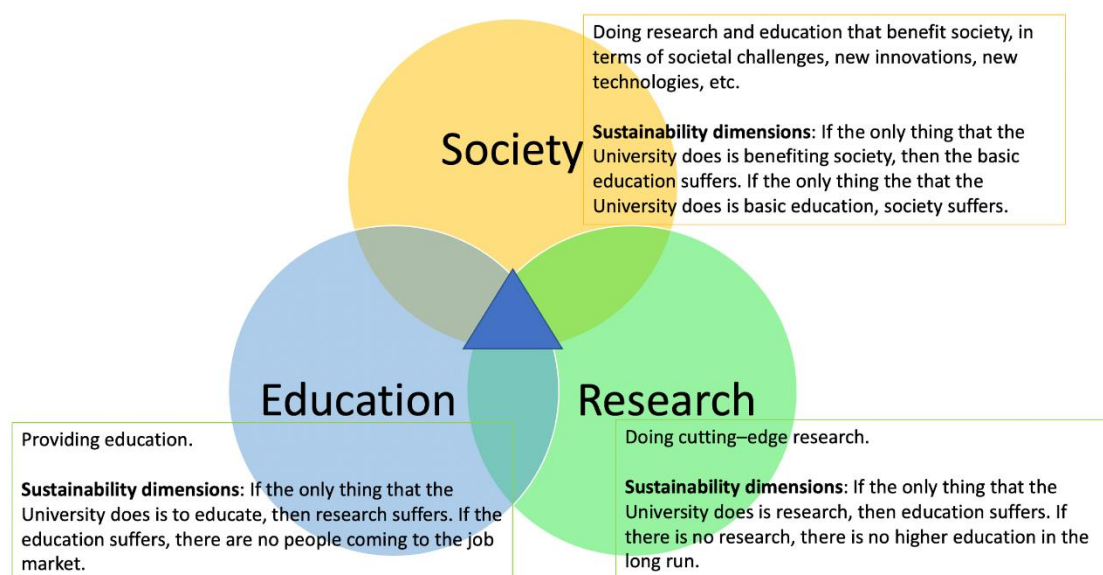 Doing research and education that benefit society, in
terms of societal challenges, new innovations, new
technologies, etc.
Society
Sustainability dimensions: If the only thing that the
University does is benefiting society, then the basic
education suffers. If the only thing the that the
University does is basic education, society suffers.
Education
Research
Providing education.
Sustainability dimensions: If the only thing that the
University does is to educate, then research suffers. If the
education suffers, there are no people coming to the job
market.
Doing cutting–edge research.
Sustainability dimensions: If the only thing that the
University does is research, then education suffers. If
there is no research, there is no higher education in the
long run.